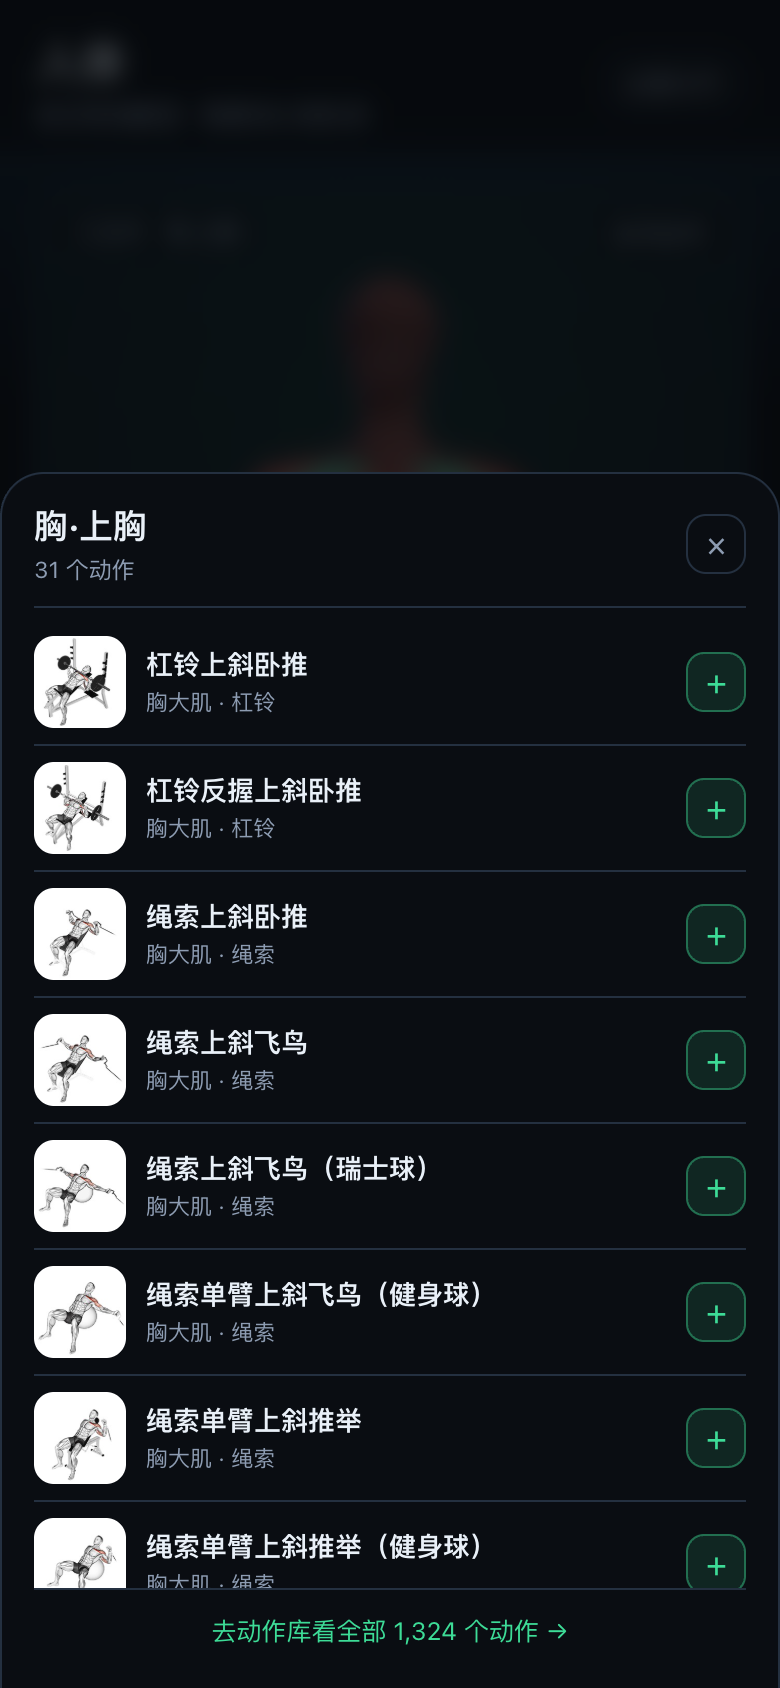 胸·上胸
31 个动作
×
杠铃上斜卧推
胸大肌 · 杠铃
+
杠铃反握上斜卧推
胸大肌 · 杠铃
+
绳索上斜卧推
胸大肌 · 绳索
+
绳索上斜飞鸟
胸大肌 · 绳索
+
绳索上斜飞鸟（瑞士球）
胸大肌 · 绳索
+
绳索单臂上斜飞鸟（健身球）
胸大肌 · 绳索
+
绳索单臂上斜推举
胸大肌 · 绳索
+
绳索单臂上斜推举（健身球）
胸大肌 · 绳索
+
去动作库看全部 1,324 个动作 →